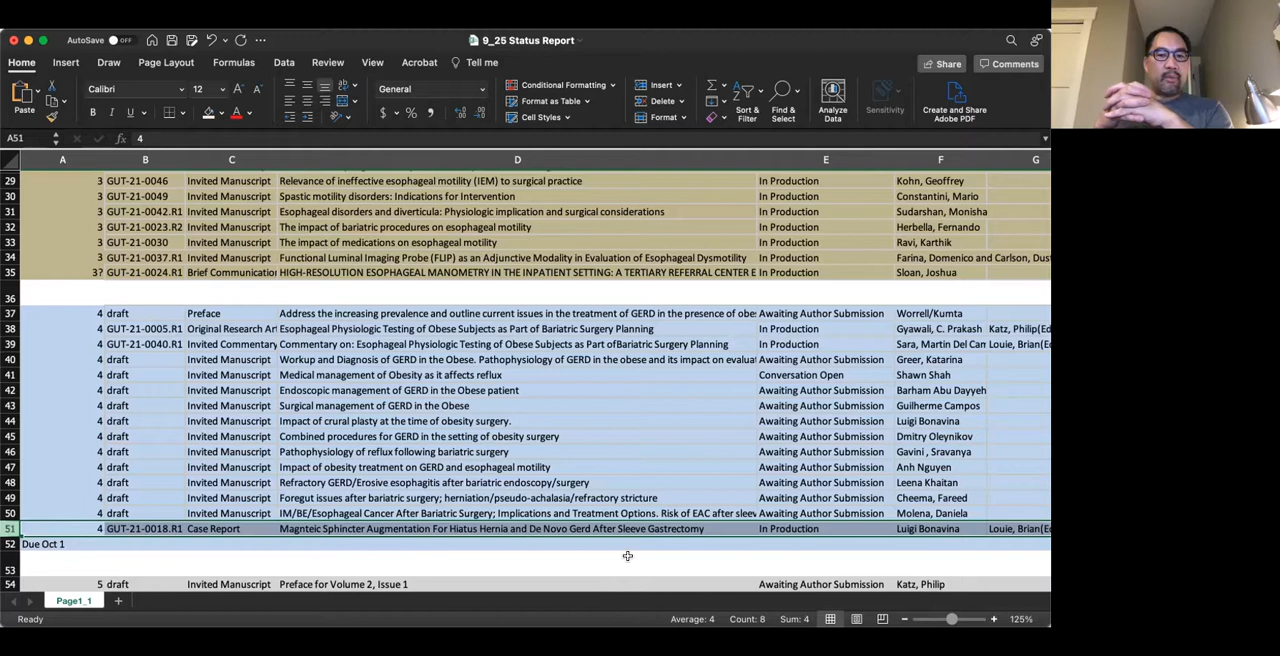 AutoSave OFF 9_25 Status Report
Home Insert Draw Page Layout Formulas Data Review View Acrobat Tell me Share Comments
Paste Calibri 12 General Conditional Formatting Format as Table Cell Styles Insert Delete Format Sort & Filter Find & Select Analyze Data Sensitivity Create and Share Adobe PDF
A51 fx 4
A B C D E F G
29 3 GUT-21-0046 Invited Manuscript Relevance of ineffective esophageal motility (IEM) to surgical practice In Production Kohn, Geoffrey
30 3 GUT-21-0049 Invited Manuscript Spastic motility disorders: Indications for Intervention In Production Constantini, Mario
31 3 GUT-21-0042.R1 Invited Manuscript Esophageal disorders and diverticula: Physiologic implication and surgical considerations In Production Sudarshan, Monisha
32 3 GUT-21-0023.R2 Invited Manuscript The impact of bariatric procedures on esophageal motility In Production Herbella, Fernando
33 3 GUT-21-0030 Invited Manuscript The impact of medications on esophageal motility In Production Ravi, Karthik
34 3 GUT-21-0037.R1 Invited Manuscript Functional Luminal Imaging Probe (FLIP) as an Adjunctive Modality in Evaluation of Esophageal Dysmotility In Production Farina, Domenico and Carlson, Dust
35 3? GUT-21-0024.R1 Brief Communication HIGH-RESOLUTION ESOPHAGEAL MANOMETRY IN THE INPATIENT SETTING: A TERTIARY REFERRAL CENTER E In Production Sloan, Joshua
36
37 4 draft Preface Address the increasing prevalence and outline current issues in the treatment of GERD in the presence of obe Awaiting Author Submission Worrell/Kumta
38 4 GUT-21-0005.R1 Original Research Art Esophageal Physiologic Testing of Obese Subjects as Part of Bariatric Surgery Planning In Production Gyawali, C. Prakash Katz, Philip(Ed
39 4 GUT-21-0040.R1 Invited Commentary Commentary on: Esophageal Physiologic Testing of Obese Subjects as Part ofBariatric Surgery Planning In Production Sara, Martin Del Cam Louie, Brian(Ed
40 4 draft Invited Manuscript Workup and Diagnosis of GERD in the Obese. Pathophysiology of GERD in the obese and its impact on evaluat Awaiting Author Submission Greer, Katarina
41 4 draft Invited Manuscript Medical management of Obesity as it affects reflux Conversation Open Shawn Shah
42 4 draft Invited Manuscript Endoscopic management of GERD in the Obese patient Awaiting Author Submission Barham Abu Dayyeh
43 4 draft Invited Manuscript Surgical management of GERD in the Obese Awaiting Author Submission Guilherme Campos
44 4 draft Invited Manuscript Impact of crural plasty at the time of obesity surgery. Awaiting Author Submission Luigi Bonavina
45 4 draft Invited Manuscript Combined procedures for GERD in the setting of obesity surgery Awaiting Author Submission Dmitry Oleynikov
46 4 draft Invited Manuscript Pathophysiology of reflux following bariatric surgery Awaiting Author Submission Gavini , Sravanya
47 4 draft Invited Manuscript Impact of obesity treatment on GERD and esophageal motility Awaiting Author Submission Anh Nguyen
48 4 draft Invited Manuscript Refractory GERD/Erosive esophagitis after bariatric endoscopy/surgery Awaiting Author Submission Leena Khaitan
49 4 draft Invited Manuscript Foregut issues after bariatric surgery; herniation/pseudo-achalasia/refractory stricture Awaiting Author Submission Cheema, Fareed
50 4 draft Invited Manuscript IM/BE/Esophageal Cancer After Bariatric Surgery; Implications and Treatment Options. Risk of EAC after sleev Awaiting Author Submission Molena, Daniela
51 4 GUT-21-0018.R1 Case Report Magnteic Sphincter Augmentation For Hiatus Hernia and De Novo Gerd After Sleeve Gastrectomy In Production Luigi Bonavina Louie, Brian(Ed
52 Due Oct 1
53
54 5 draft Invited Manuscript Preface for Volume 2, Issue 1 Awaiting Author Submission Katz, Philip
Page1_1
Ready Average: 4 Count: 8 Sum: 4 125%